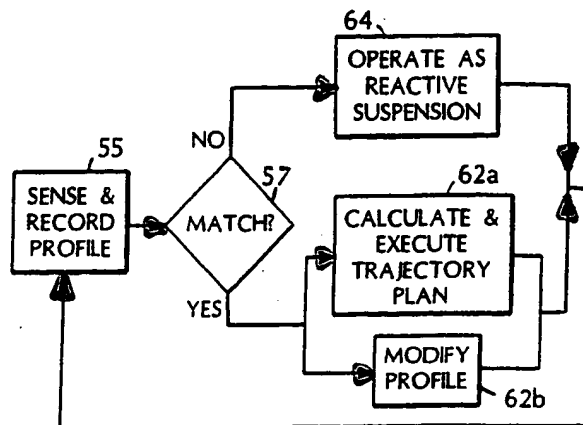 64
OPERATE AS
REACTIVE
SUSPENSION
55
SENSE &
RECORD
PROFILE
NO
57
MATCH?
YES
62a
CALCULATE &
EXECUTE
TRAJECTORY
PLAN
MODIFY
PROFILE
62b